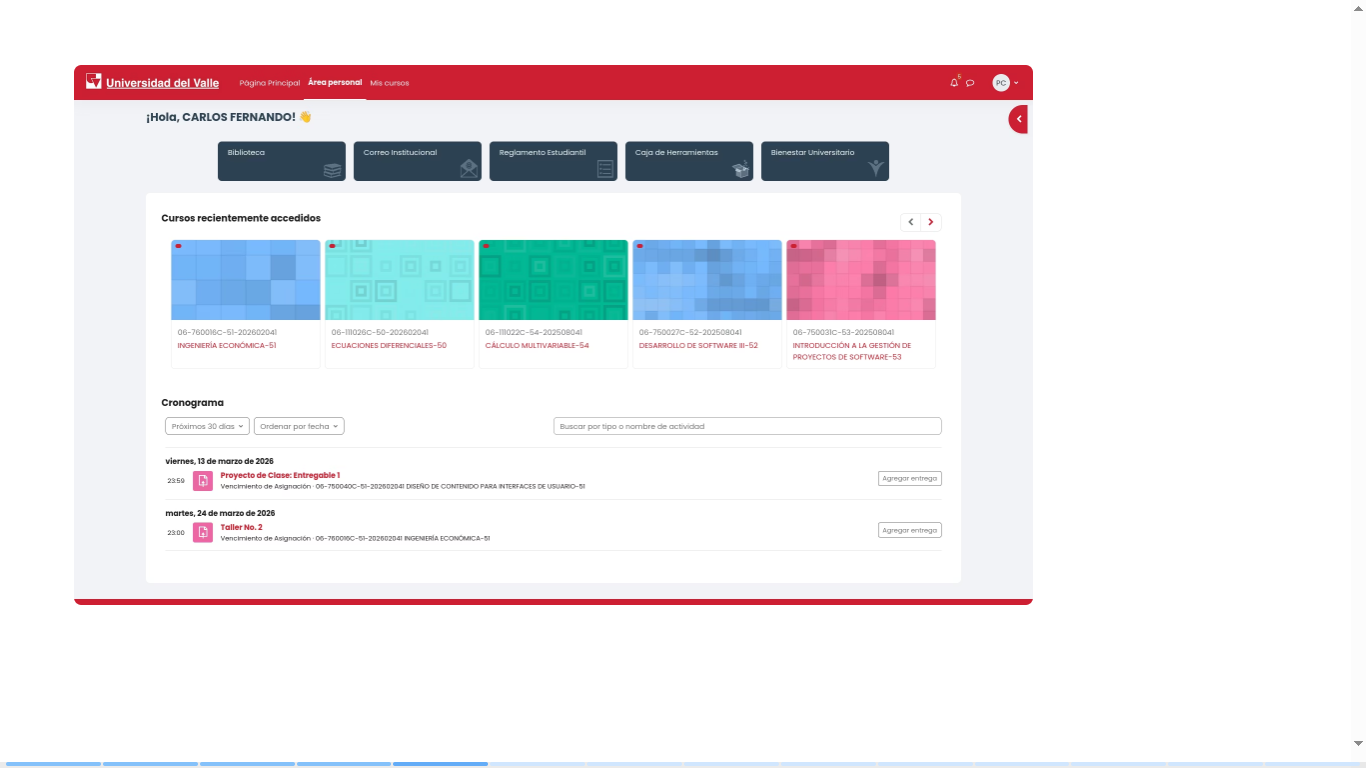 Universidad del Valle
Página Principal
Área personal
Mis cursos
5
PC
¡Hola, CARLOS FERNANDO! 👋
Biblioteca
Correo Institucional
Reglamento Estudiantil
Caja de Herramientas
Bienestar Universitario
Cursos recientemente accedidos
06-760016C-51-202602041
INGENIERÍA ECONÓMICA-51
06-111026C-50-202602041
ECUACIONES DIFERENCIALES-50
06-111022C-54-202508041
CÁLCULO MULTIVARIABLE-54
06-750027C-52-202508041
DESARROLLO DE SOFTWARE III-52
06-750031C-53-202508041
INTRODUCCIÓN A LA GESTIÓN DE
PROYECTOS DE SOFTWARE-53
Cronograma
Próximos 30 días
Ordenar por fecha
Buscar por tipo o nombre de actividad
viernes, 13 de marzo de 2026
23:59
Proyecto de Clase: Entregable 1
Vencimiento de Asignación · 06-750040C-51-202602041 DISEÑO DE CONTENIDO PARA INTERFACES DE USUARIO-51
Agregar entrega
martes, 24 de marzo de 2026
23:00
Taller No. 2
Vencimiento de Asignación · 06-760016C-51-202602041 INGENIERÍA ECONÓMICA-51
Agregar entrega